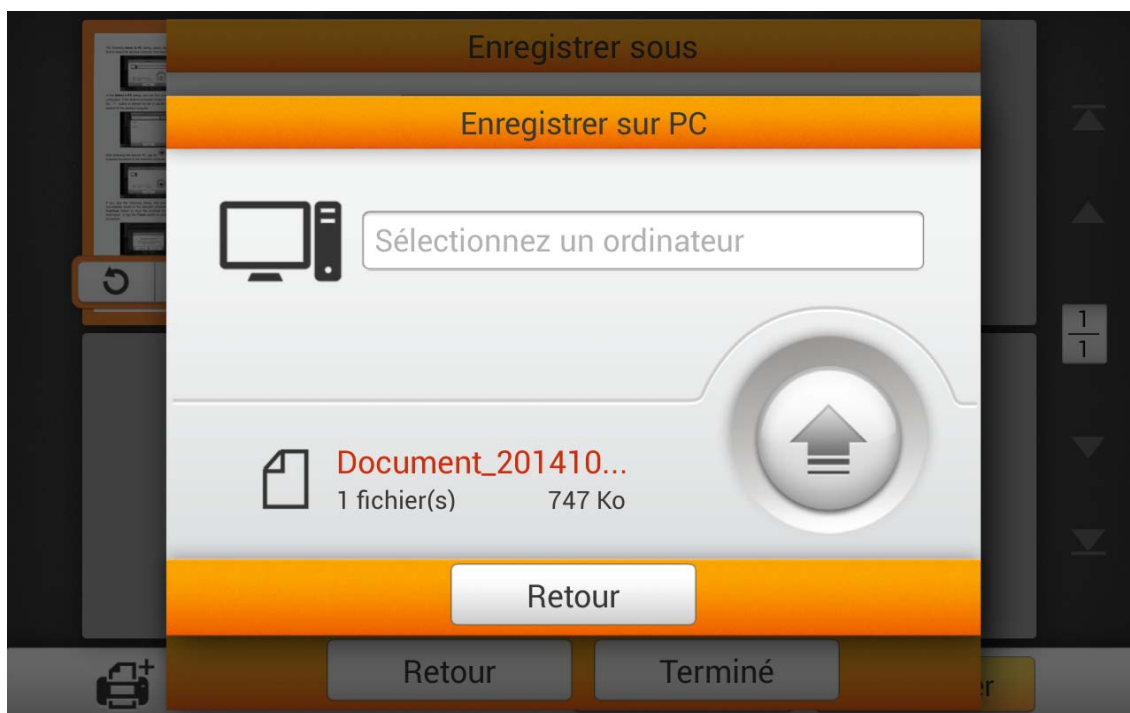 Enregistrer sous
Enregistrer sur PC
Sélectionnez un ordinateur
1
1
Document_201410...
1 fichier(s) 747 Ko
Retour
Retour Terminé